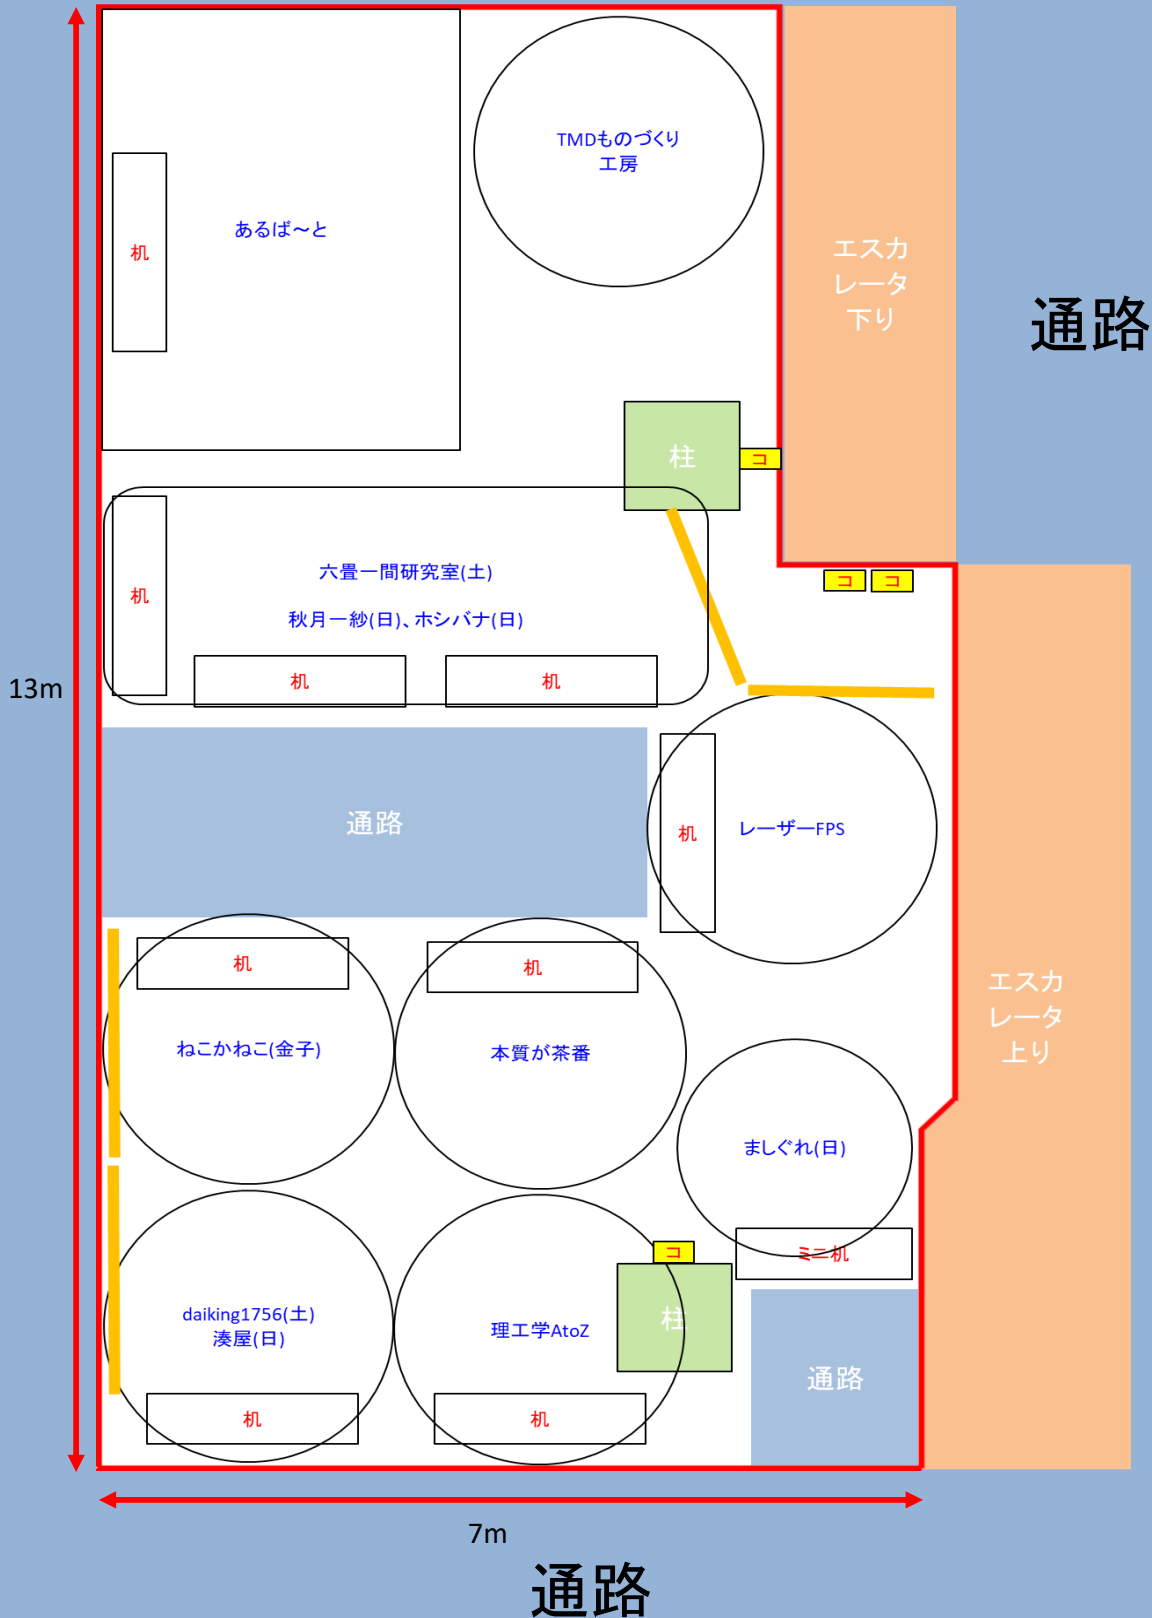 TMDものづくり
工房
あるば～と
机
エスカ
レータ
下り
通路
柱
コ
机
六畳一間研究室(土)
秋月一紗(日)、ホシバナ(日)
コ
コ
机
机
13m
通路
机
レーザーFPS
机
机
ねこかねこ(金子)
本質が茶番
エスカ
レータ
上り
ましぐれ(日)
コ
ミニ机
daiking1756(土)
湊屋(日)
理工学AtoZ
柱
通路
机
机
7m
通路